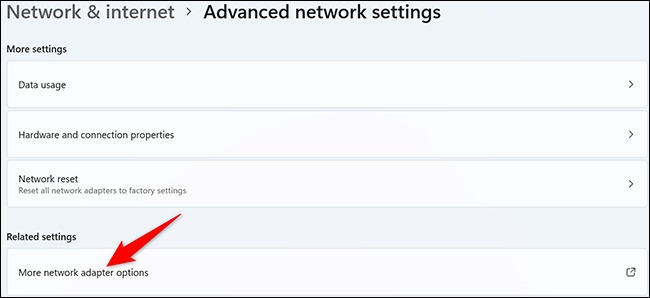 Network & internet > Advanced network settings
More settings
Data usage
Hardware and connection properties
Network reset
Reset all network adapters to factory settings
Related settings
More network adapter options